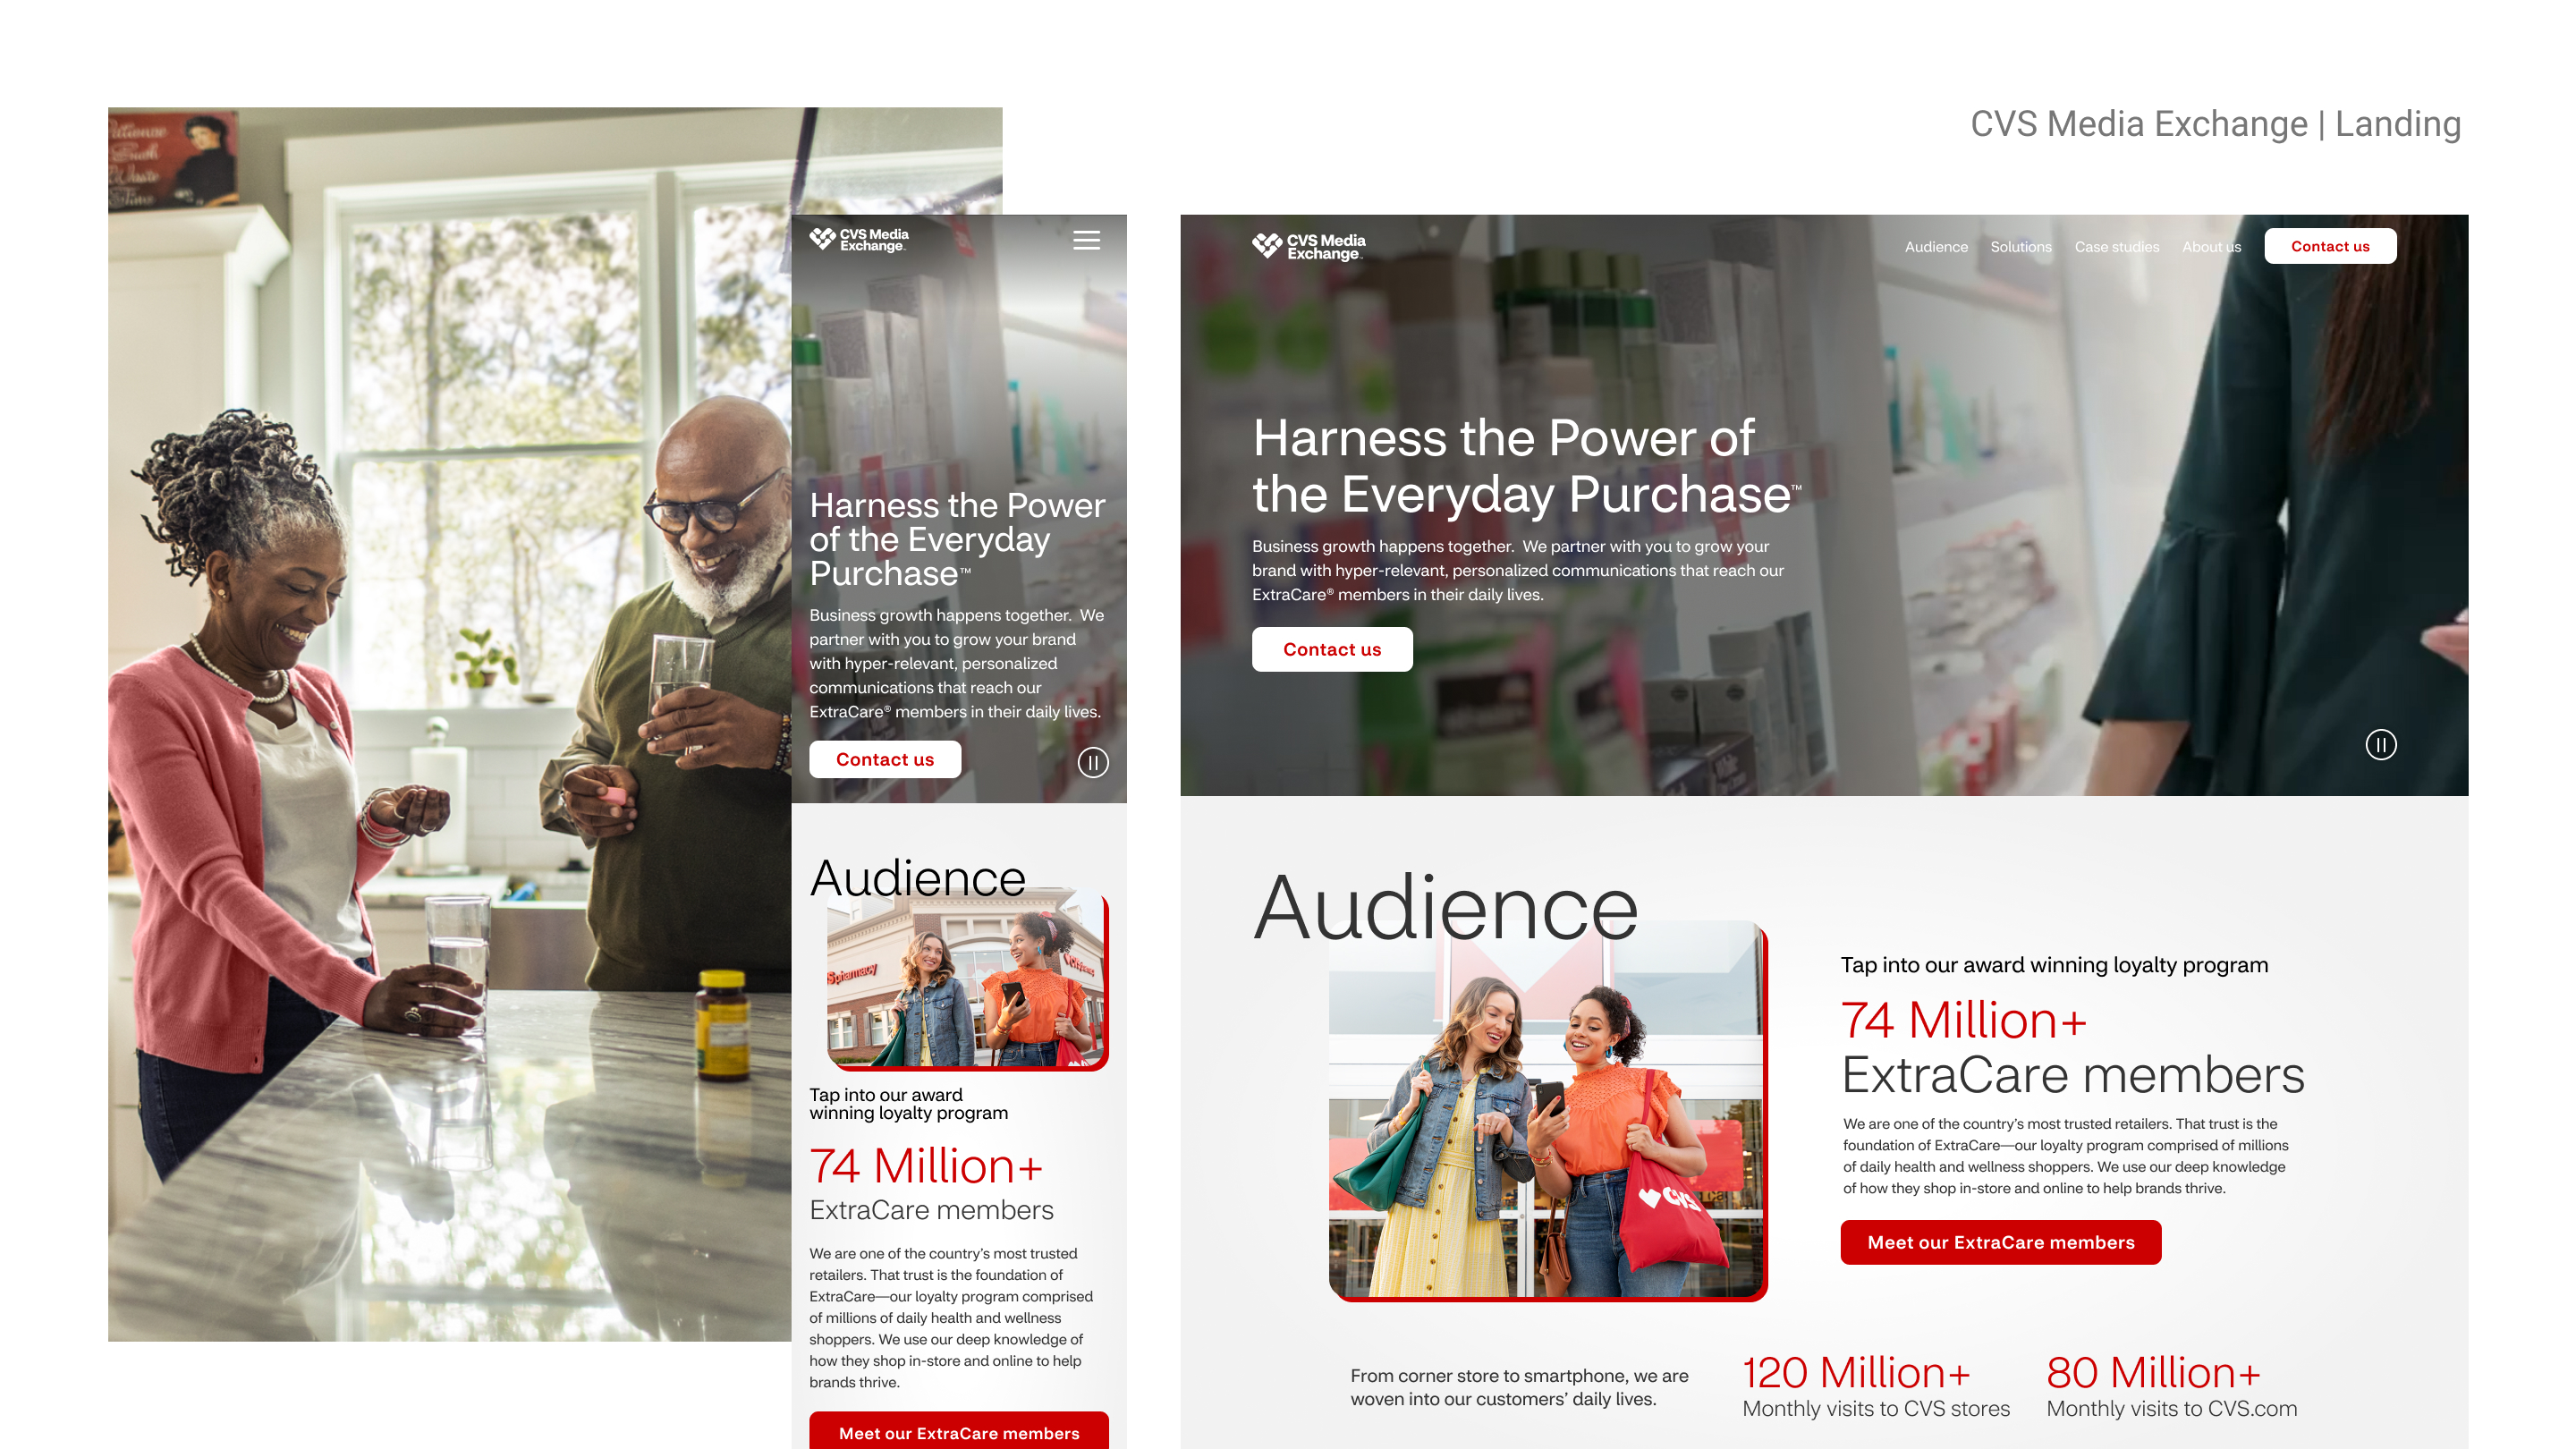 CVS Media Exchange | Landing
Patience
Such
Waste
Time
CVS Media
Exchange
Harness the Power
of the Everyday
Purchase™
Business growth happens together.  We
partner with you to grow your brand
with hyper-relevant, personalized
communications that reach our
ExtraCare® members in their daily lives.
Contact us
Audience
pharmacy
Tap into our award
winning loyalty program
74 Million+
ExtraCare members
We are one of the country’s most trusted
retailers. That trust is the foundation of
ExtraCare—our loyalty program comprised
of millions of daily health and wellness
shoppers. We use our deep knowledge of
how they shop in-store and online to help
brands thrive.
Meet our ExtraCare members
CVS Media
Exchange
Audience
Solutions
Case studies
About us
Contact us
Harness the Power of
the Everyday Purchase™
Business growth happens together.  We partner with you to grow your
brand with hyper-relevant, personalized communications that reach our
ExtraCare® members in their daily lives.
Contact us
Audience
CVS
Tap into our award winning loyalty program
74 Million+
ExtraCare members
We are one of the country’s most trusted retailers. That trust is the
foundation of ExtraCare—our loyalty program comprised of millions
of daily health and wellness shoppers. We use our deep knowledge
of how they shop in-store and online to help brands thrive.
Meet our ExtraCare members
From corner store to smartphone, we are
woven into our customers’ daily lives.
120 Million+
Monthly visits to CVS stores
80 Million+
Monthly visits to CVS.com